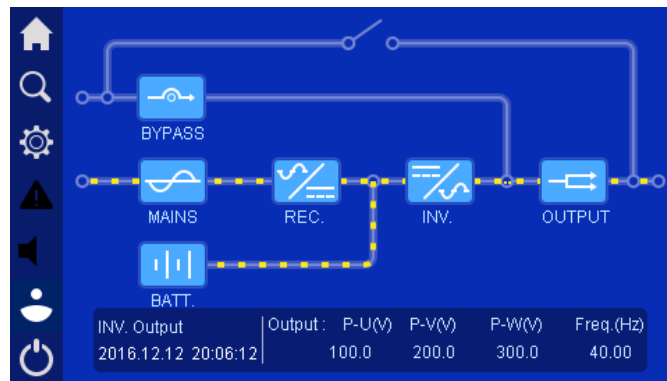 BYPASS
MAINS
REC.
INV.
OUTPUT
BATT.
INV. Output
2016.12.12 20:06:12
Output : P-U(V) P-V(V) P-W(V) Freq.(Hz)
100.0 200.0 300.0 40.00